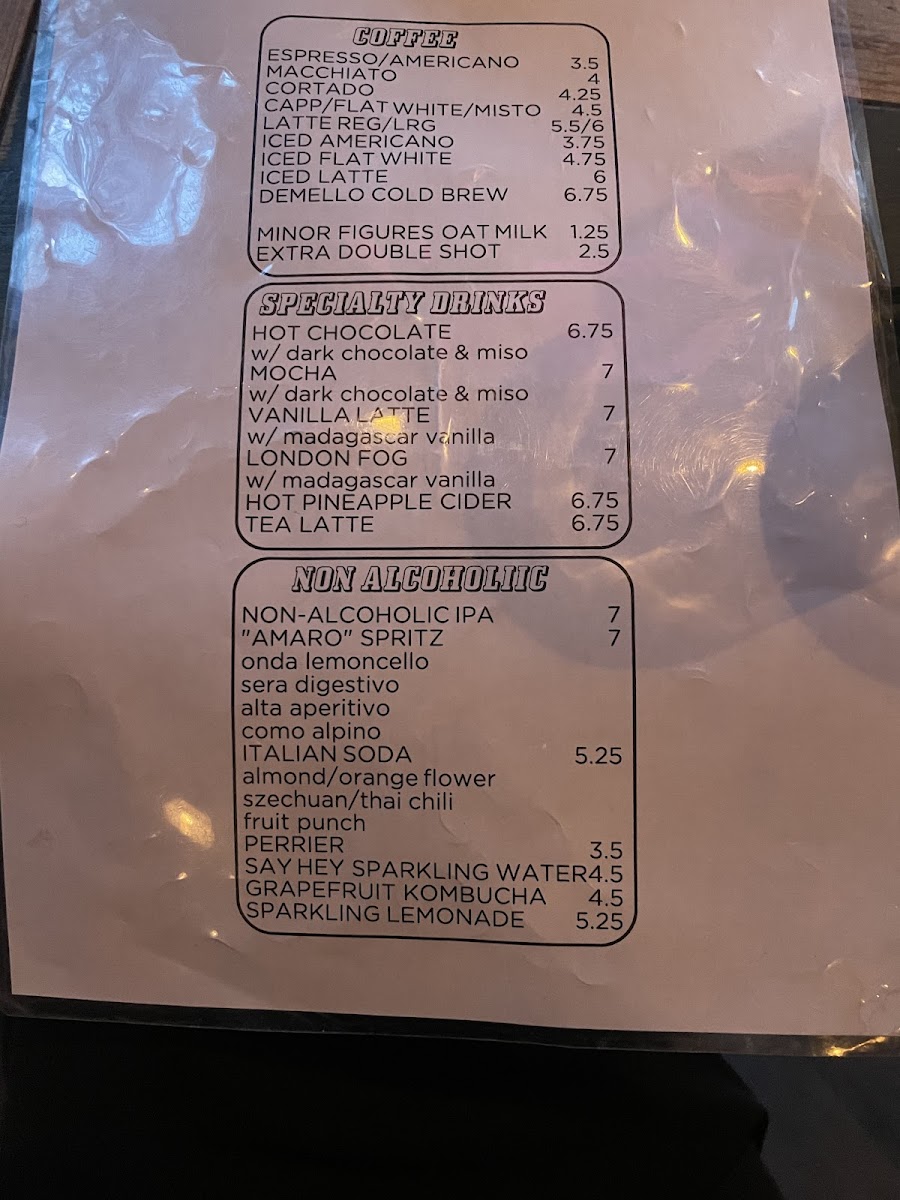 COFFEE
ESPRESSO/AMERICANO 3.5
MACCHIATO 4
CORTADO 4.25
CAPP/FLAT WHITE/MISTO 4.5
LATTE REG/LRG 5.5/6
ICED AMERICANO 3.75
ICED FLAT WHITE 4.75
ICED LATTE 6
DEMELLO COLD BREW 6.75
MINOR FIGURES OAT MILK 1.25
EXTRA DOUBLE SHOT 2.5
SPECIALTY DRINKS
HOT CHOCOLATE 6.75
w/ dark chocolate & miso
MOCHA 7
w/ dark chocolate & miso
VANILLA LATTE 7
w/ madagascar vanilla
LONDON FOG 7
w/ madagascar vanilla
HOT PINEAPPLE CIDER 6.75
TEA LATTE 6.75
NON ALCOHOLIIC
NON-ALCOHOLIC IPA 7
"AMARO" SPRITZ 7
onda lemoncello
sera digestivo
alta aperitivo
como alpino
ITALIAN SODA 5.25
almond/orange flower
szechuan/thai chili
fruit punch
PERRIER 3.5
SAY HEY SPARKLING WATER 4.5
GRAPEFRUIT KOMBUCHA 4.5
SPARKLING LEMONADE 5.25